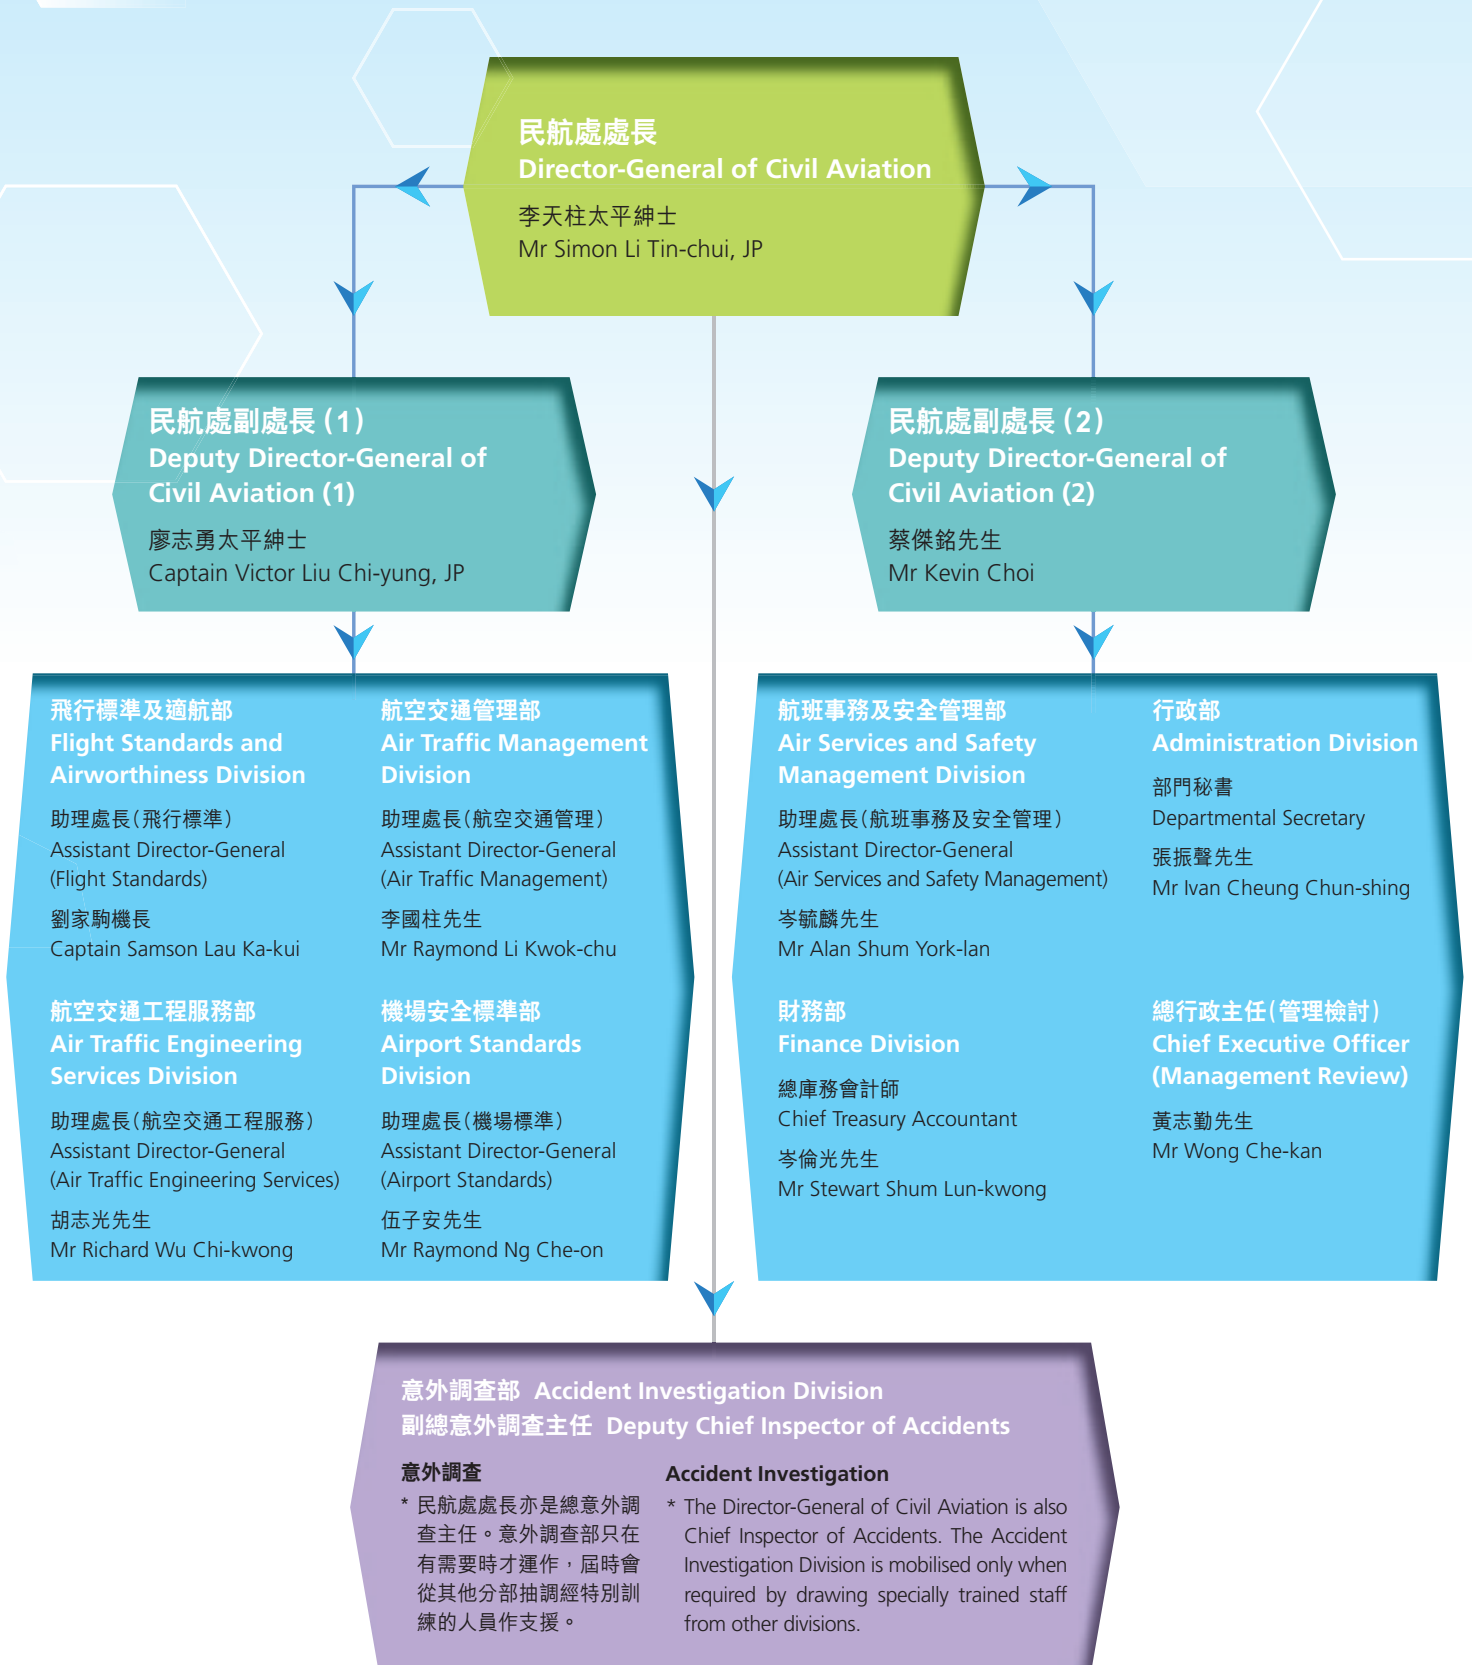 民航處處長
Director-General of Civil Aviation
李天柱太平紳士
Mr Simon Li Tin-chui, JP
民航處副處長 (1)
Deputy Director-General of
Civil Aviation (1)
廖志勇太平紳士
Captain Victor Liu Chi-yung, JP
民航處副處長 (2)
Deputy Director-General of
Civil Aviation (2)
蔡傑銘先生
Mr Kevin Choi
飛行標準及適航部
Flight Standards and
Airworthiness Division
助理處長(飛行標準)
Assistant Director-General
(Flight Standards)
劉家駒機長
Captain Samson Lau Ka-kui
航空交通管理部
Air Traffic Management
Division
助理處長(航空交通管理)
Assistant Director-General
(Air Traffic Management)
李國柱先生
Mr Raymond Li Kwok-chu
航空交通工程服務部
Air Traffic Engineering
Services Division
助理處長(航空交通工程服務)
Assistant Director-General
(Air Traffic Engineering Services)
胡志光先生
Mr Richard Wu Chi-kwong
機場安全標準部
Airport Standards
Division
助理處長(機場標準)
Assistant Director-General
(Airport Standards)
伍子安先生
Mr Raymond Ng Che-on
航班事務及安全管理部
Air Services and Safety
Management Division
助理處長(航班事務及安全管理)
Assistant Director-General
(Air Services and Safety Management)
岑毓麟先生
Mr Alan Shum York-lan
行政部
Administration Division
部門秘書
Departmental Secretary
張振聲先生
Mr Ivan Cheung Chun-shing
財務部
Finance Division
總庫務會計師
Chief Treasury Accountant
岑倫光先生
Mr Stewart Shum Lun-kwong
總行政主任(管理檢討)
Chief Executive Officer
(Management Review)
黃志勤先生
Mr Wong Che-kan
意外調查部 Accident Investigation Division
副總意外調查主任 Deputy Chief Inspector of Accidents
意外調查
* 民航處處長亦是總意外調
查主任。意外調查部只在
有需要時才運作，屆時會
從其他分部抽調經特別訓
練的人員作支援。
Accident Investigation
* The Director-General of Civil Aviation is also
Chief Inspector of Accidents. The Accident
Investigation Division is mobilised only when
required by drawing specially trained staff
from other divisions.